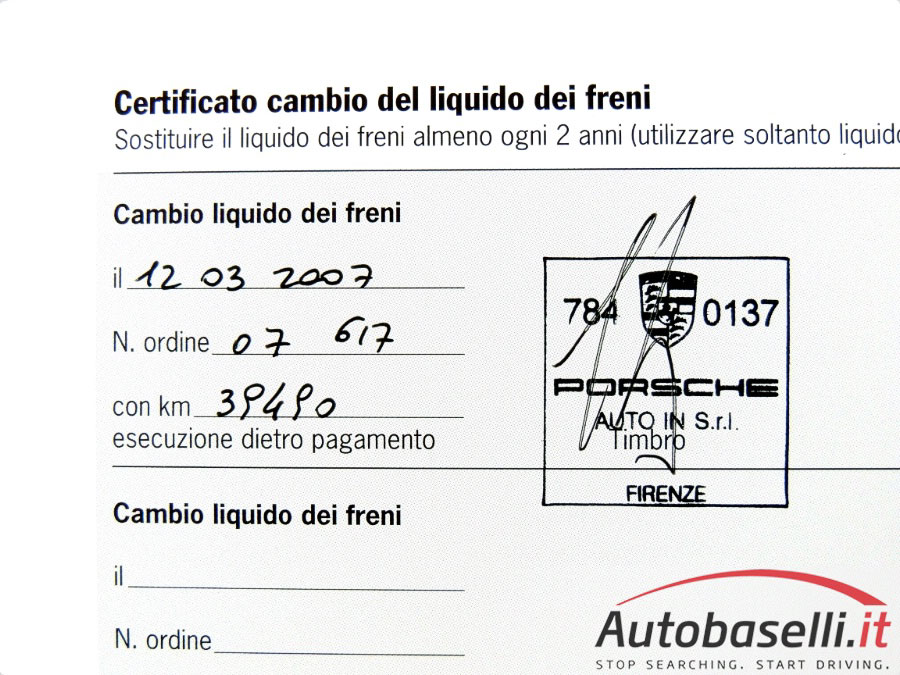 Certificato cambio del liquido dei freni
Sostituire il liquido dei freni almeno ogni 2 anni (utilizzare soltanto liquido
Cambio liquido dei freni
il 12 03 2007
N. ordine 07 617
con km 39490
esecuzione dietro pagamento
784 0137
PORSCHE
AUTO IN S.r.l.
Timbro
FIRENZE
Cambio liquido dei freni
il
N. ordine
Autobaselli.it
STOP SEARCHING. START DRIVING.